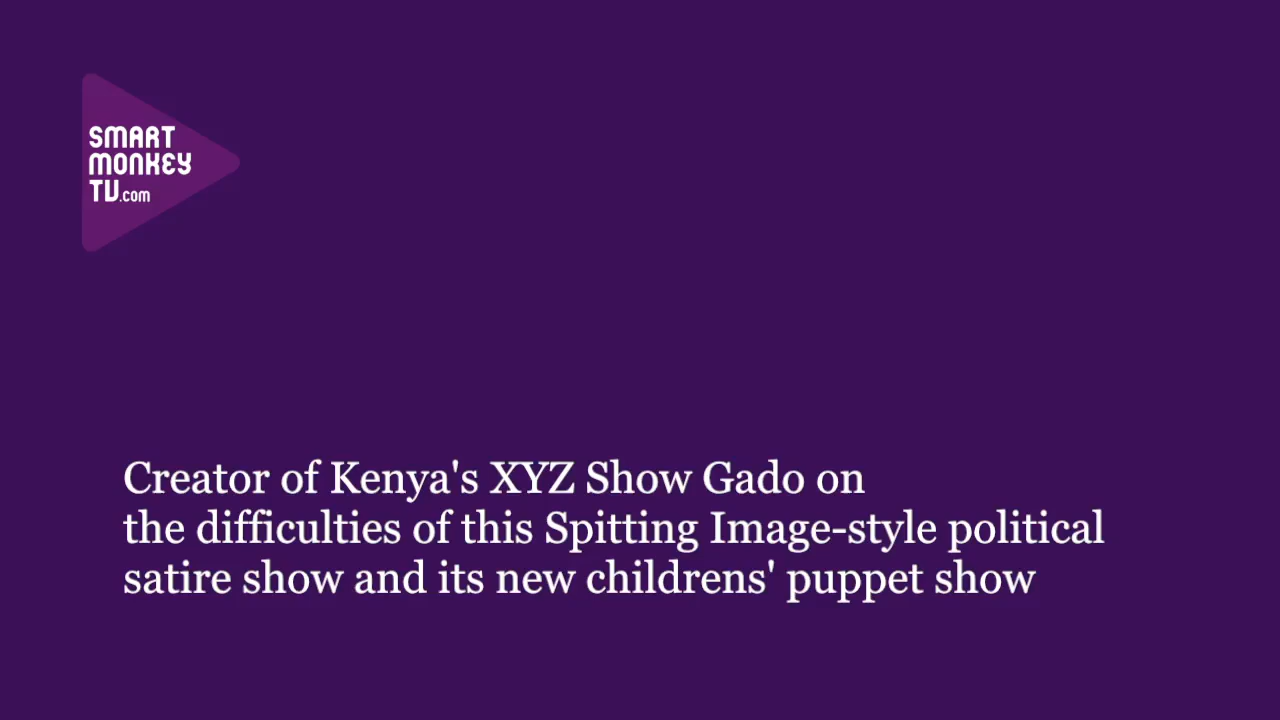 SMART
MONKEY
TV.com
Creator of Kenya's XYZ Show Gado on
the difficulties of this Spitting Image-style political
satire show and its new childrens' puppet show